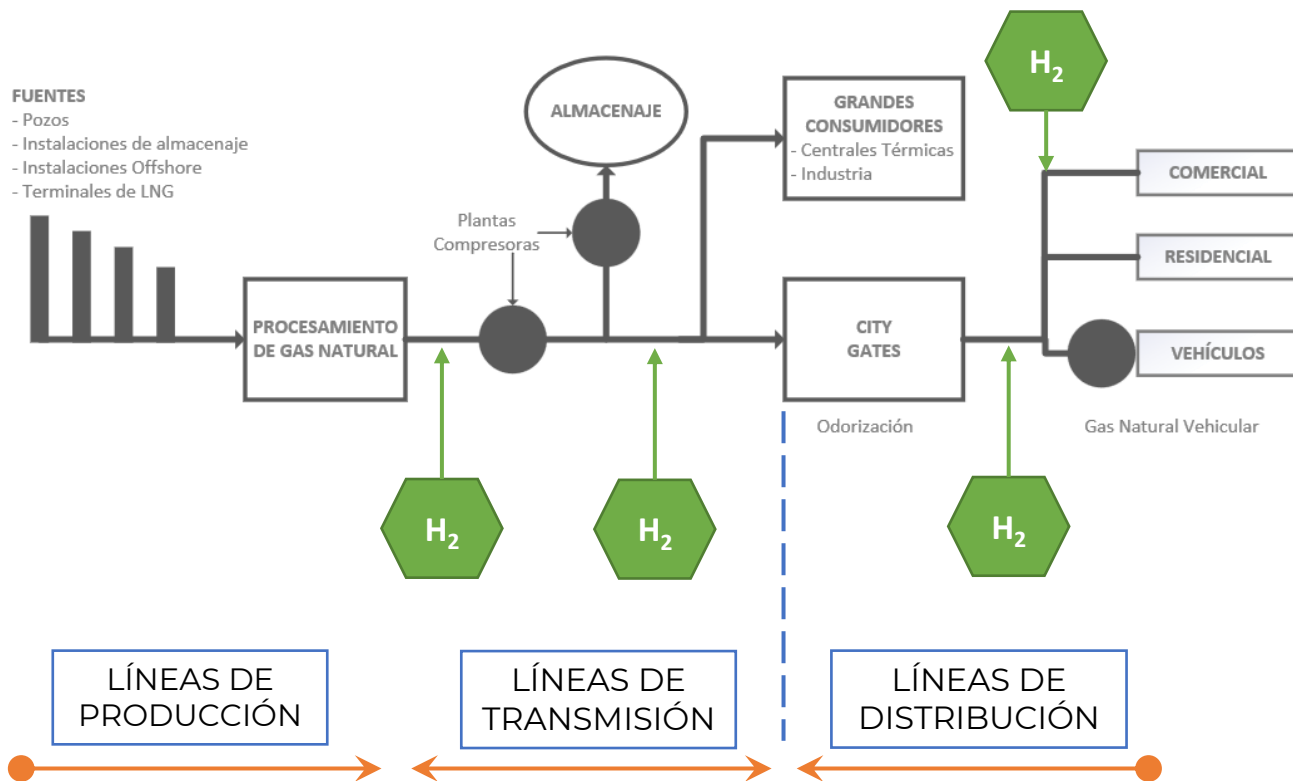 FUENTES
- Pozos
- Instalaciones de almacenaje
- Instalaciones Offshore
- Terminales de LNG
PROCESAMIENTO
DE GAS NATURAL
Plantas
Compresoras
ALMACENAJE
GRANDES
CONSUMIDORES
- Centrales Térmicas
- Industria
CITY
GATES
Odorización
H₂
COMERCIAL
RESIDENCIAL
VEHÍCULOS
Gas Natural Vehicular
H₂
H₂
H₂
LÍNEAS DE
PRODUCCIÓN
LÍNEAS DE
TRANSMISIÓN
LÍNEAS DE
DISTRIBUCIÓN